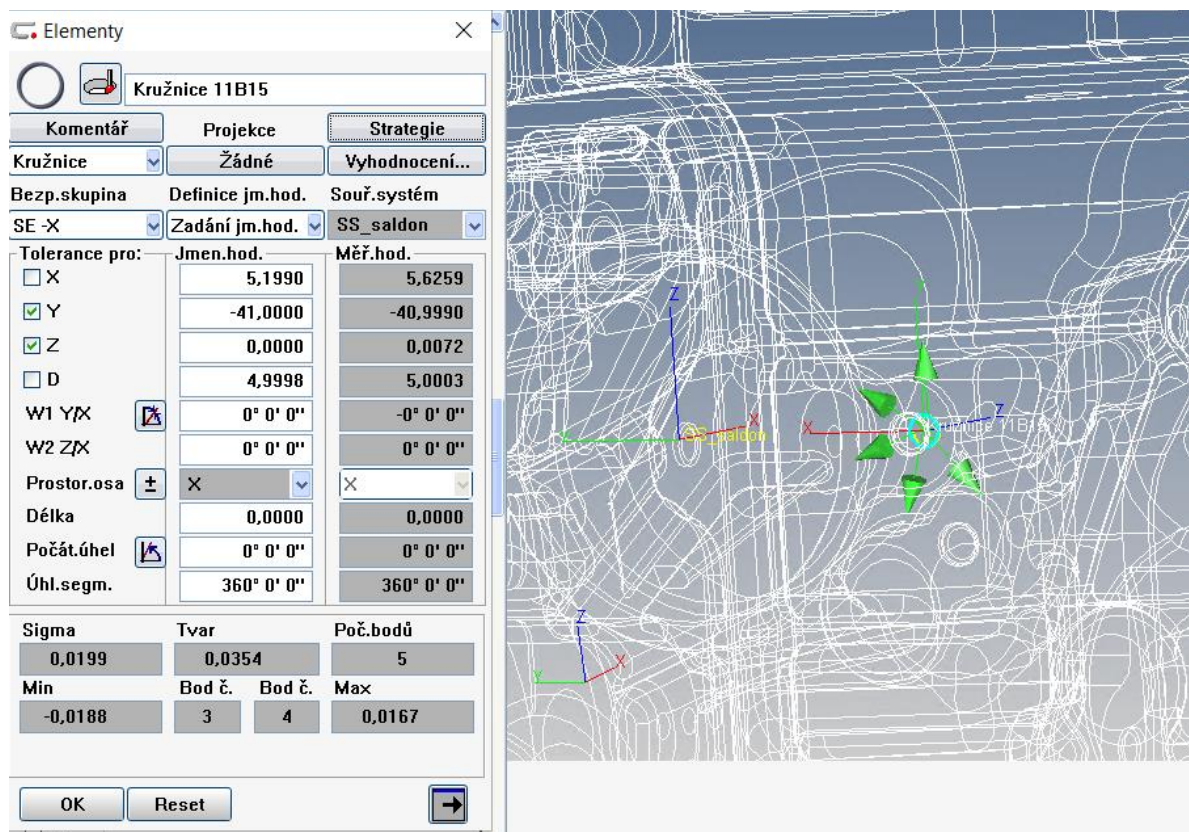 Elementy
Kružnice 11B15
Komentář Projekce Strategie
Kružnice Žádné Vyhodnocení...
Bezp.skupina Definice jm.hod. Souř.systém
SE -X Zadání jm.hod. SS_saldon
Tolerance pro: Jmen.hod. Měř.hod.
X 5,1990 5,6259
Y -41,0000 -40,9990
Z 0,0000 0,0072
D 4,9998 5,0003
W1 Y/X 0° 0' 0'' -0° 0' 0''
W2 Z/X 0° 0' 0'' 0° 0' 0''
Prostor.osa ± X X
Délka 0,0000 0,0000
Počát.úhel 0° 0' 0'' 0° 0' 0''
Úhl.segm. 360° 0' 0'' 360° 0' 0''
Sigma Tvar Poč.bodů
0,0199 0,0354 5
Min Bod č. Bod č. Max
-0,0188 3 4 0,0167
OK Reset
Z
Y
X
SS_saldon
Y
X
Z
11B15
Z
Y
X